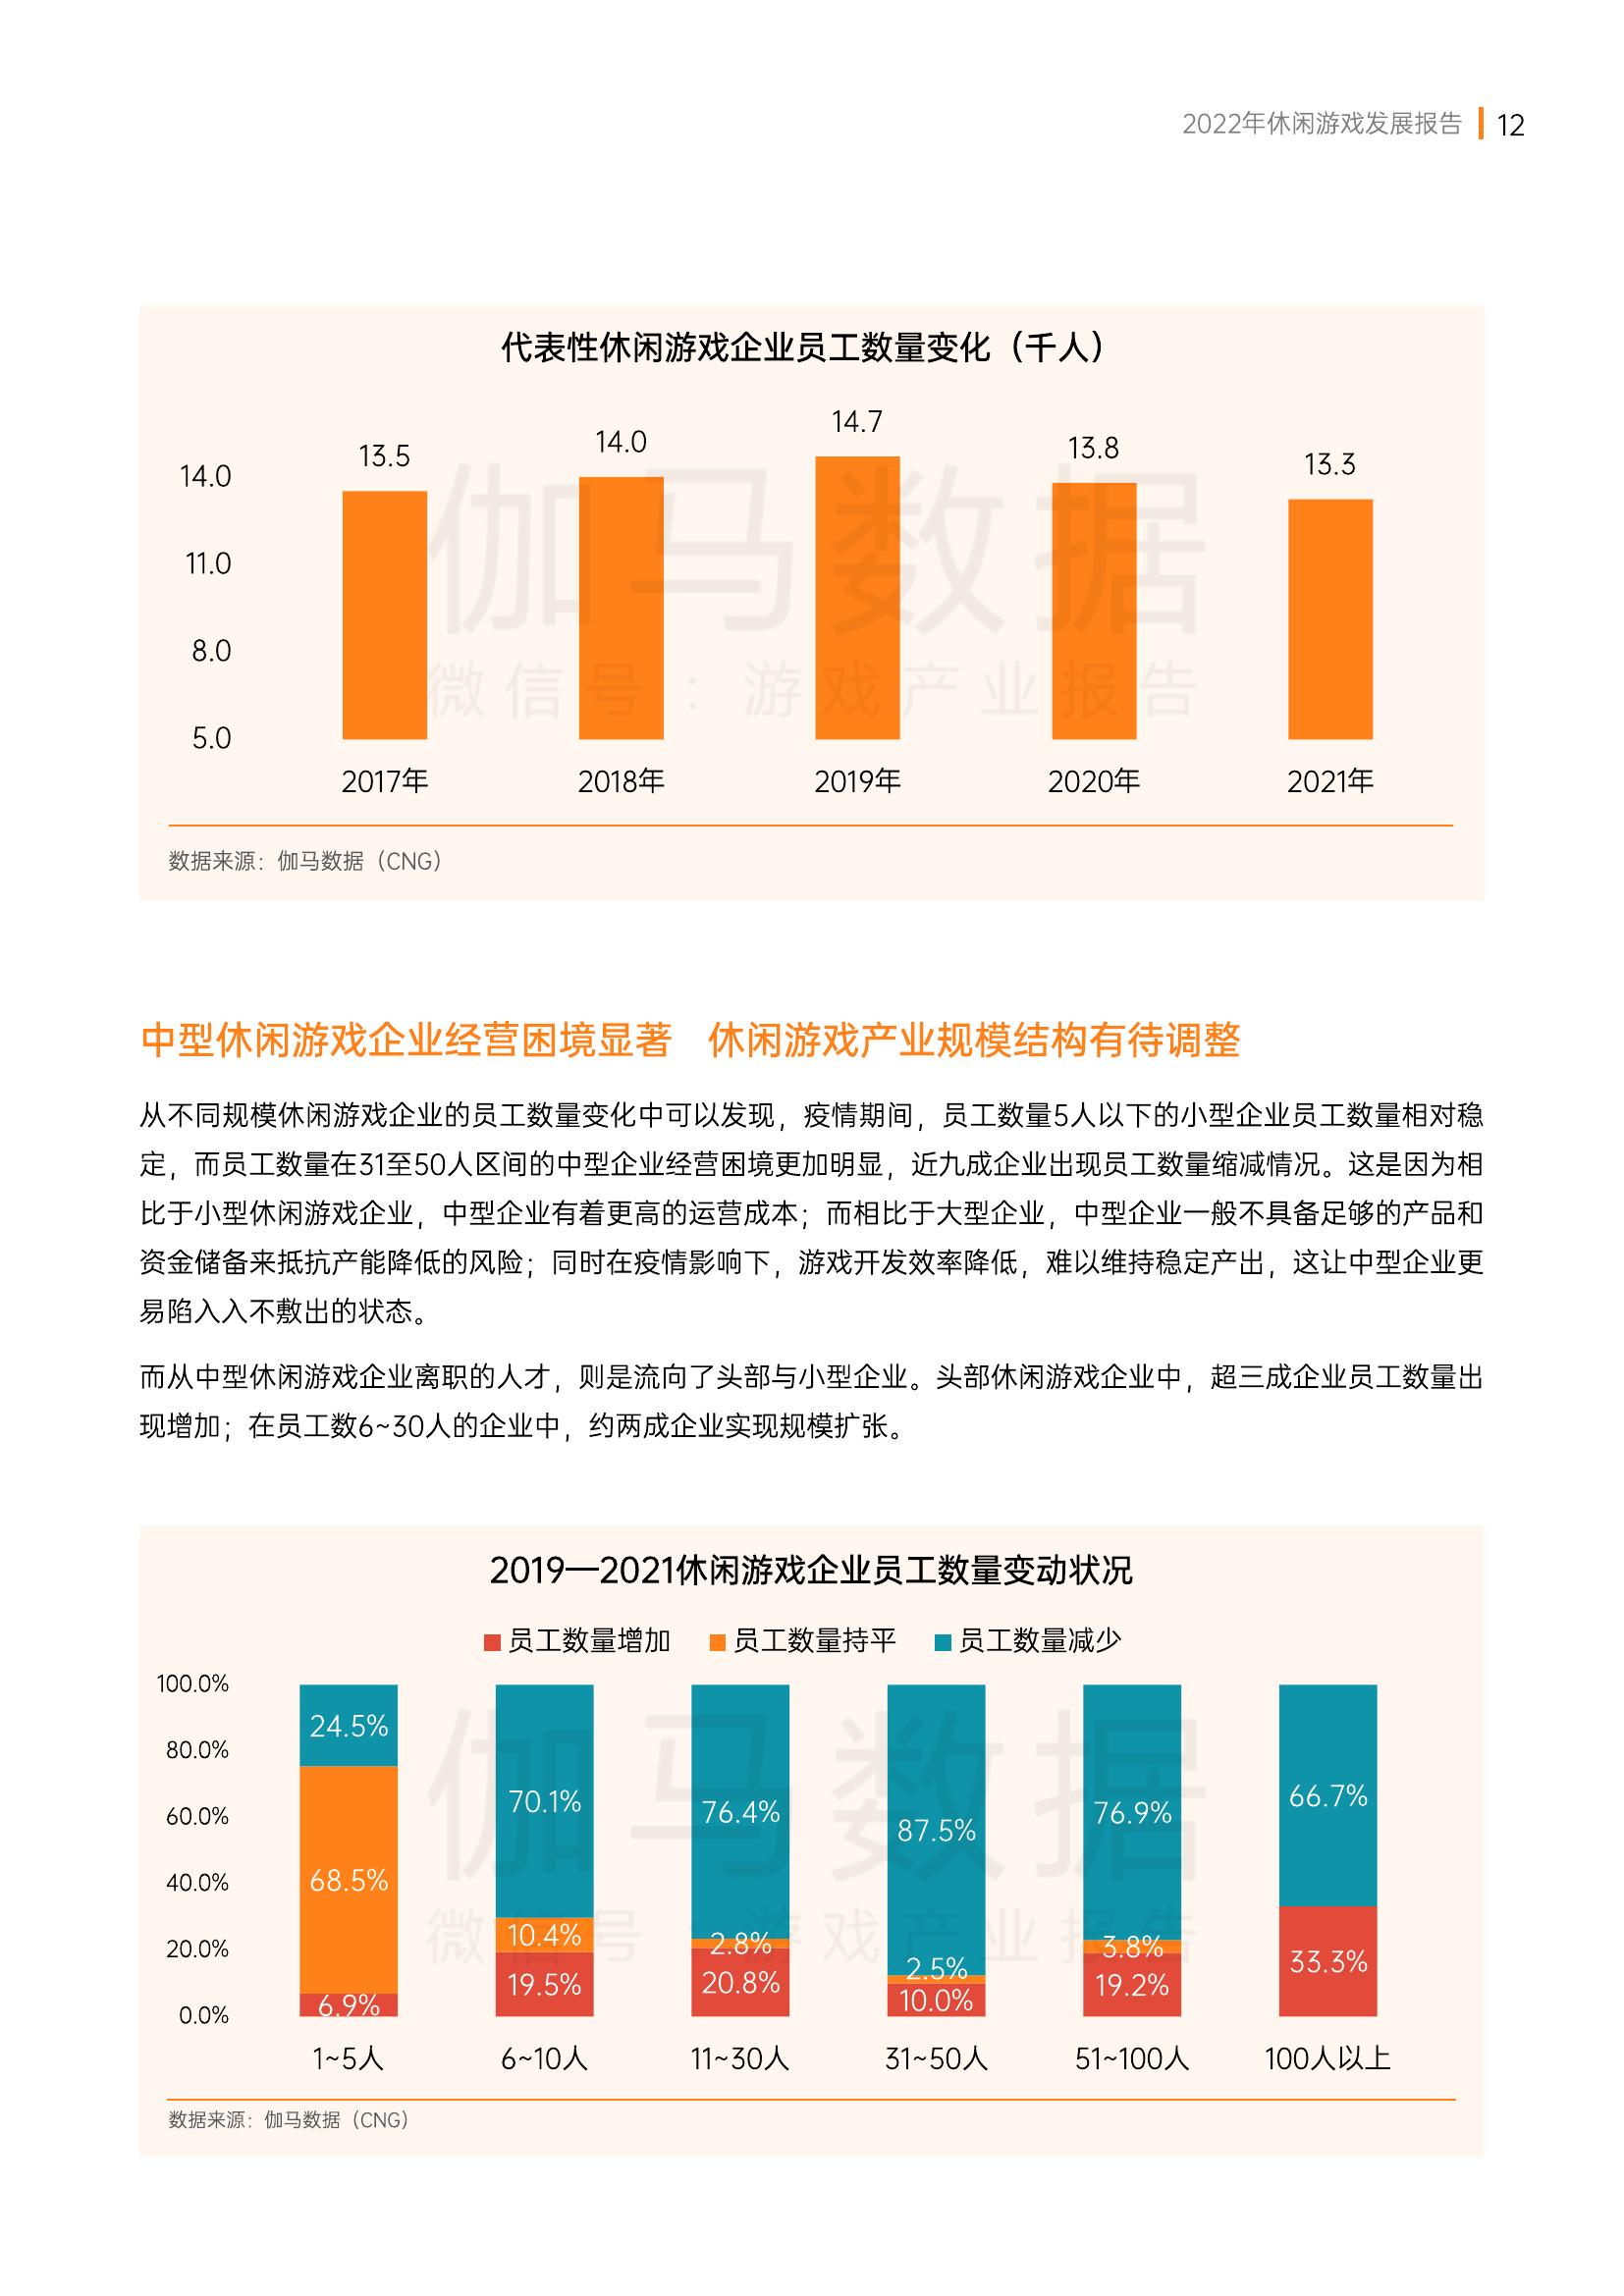 2022年休闲游戏发展报告 12
代表性休闲游戏企业员工数量变化（千人）
14.0
11.0
8.0
5.0
13.5
14.0
14.7
13.8
13.3
2017年
2018年
2019年
2020年
2021年
伽马数据
微信号：游戏产业报告
数据来源：伽马数据（CNG）
中型休闲游戏企业经营困境显著 休闲游戏产业规模结构有待调整
从不同规模休闲游戏企业的员工数量变化中可以发现，疫情期间，员工数量5人以下的小型企业员工数量相对稳
定，而员工数量在31至50人区间的中型企业经营困境更加明显，近九成企业出现员工数量缩减情况。这是因为相
比于小型休闲游戏企业，中型企业有着更高的运营成本；而相比于大型企业，中型企业一般不具备足够的产品和
资金储备来抵抗产能降低的风险；同时在疫情影响下，游戏开发效率降低，难以维持稳定产出，这让中型企业更
易陷入入不敷出的状态。
而从中型休闲游戏企业离职的人才，则是流向了头部与小型企业。头部休闲游戏企业中，超三成企业员工数量出
现增加；在员工数6~30人的企业中，约两成企业实现规模扩张。
2019—2021休闲游戏企业员工数量变动状况
员工数量增加 员工数量持平 员工数量减少
100.0%
80.0%
60.0%
40.0%
20.0%
0.0%
24.5%
68.5%
6.9%
70.1%
10.4%
19.5%
76.4%
2.8%
20.8%
87.5%
2.5%
10.0%
76.9%
3.8%
19.2%
66.7%
33.3%
1~5人
6~10人
11~30人
31~50人
51~100人
100人以上
伽马数据
微信号：游戏产业报告
数据来源：伽马数据（CNG）